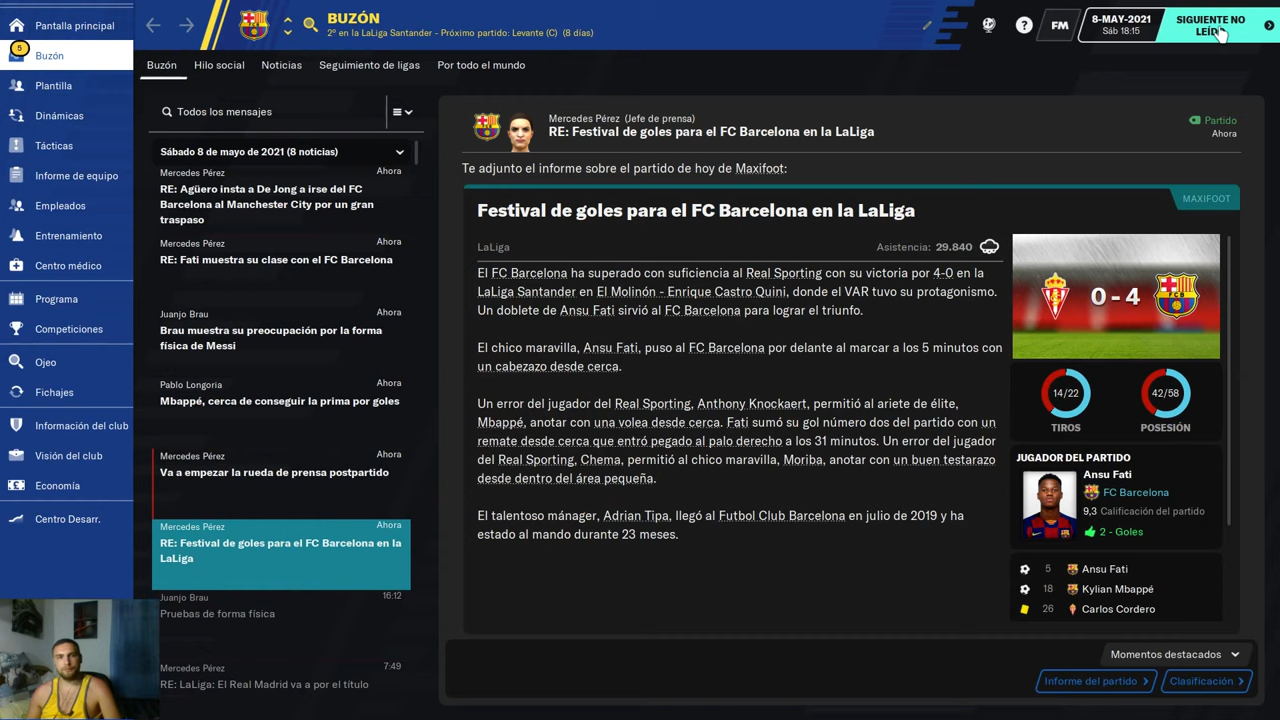 Pantalla principal
5
Buzón
Plantilla
Dinámicas
Tácticas
Informe de equipo
Empleados
Entrenamiento
Centro médico
Programa
Competiciones
Ojeo
Fichajes
Información del club
Visión del club
Economía
Centro Desarr.
BUZÓN
2º en la LaLiga Santander - Próximo partido: Levante (C) (8 días)
FM
8-MAY-2021
Sáb 18:15
SIGUIENTE NO
LEÍD
Buzón
Hilo social
Noticias
Seguimiento de ligas
Por todo el mundo
Todos los mensajes
Sábado 8 de mayo de 2021 (8 noticias)
Mercedes Pérez
Ahora
RE: Agüero insta a De Jong a irse del FC
Barcelona al Manchester City por un gran
traspaso
Mercedes Pérez
Ahora
RE: Fati muestra su clase con el FC Barcelona
Juanjo Brau
Ahora
Brau muestra su preocupación por la forma
física de Messi
Pablo Longoria
Ahora
Mbappé, cerca de conseguir la prima por goles
Mercedes Pérez
Ahora
Va a empezar la rueda de prensa postpartido
Mercedes Pérez
Ahora
RE: Festival de goles para el FC Barcelona en la
LaLiga
Juanjo Brau
16:12
Pruebas de forma física
Mercedes Pérez
7:49
RE: LaLiga: El Real Madrid va a por el título
Mercedes Pérez (Jefe de prensa)
RE: Festival de goles para el FC Barcelona en la LaLiga
Partido
Ahora
Te adjunto el informe sobre el partido de hoy de Maxifoot:
MAXIFOOT
Festival de goles para el FC Barcelona en la LaLiga
LaLiga
Asistencia: 29.840
El FC Barcelona ha superado con suficiencia al Real Sporting con su victoria por 4-0 en la
LaLiga Santander en El Molinón - Enrique Castro Quini, donde el VAR tuvo su protagonismo.
Un doblete de Ansu Fati sirvió al FC Barcelona para lograr el triunfo.
El chico maravilla, Ansu Fati, puso al FC Barcelona por delante al marcar a los 5 minutos con
un cabezazo desde cerca.
Un error del jugador del Real Sporting, Anthony Knockaert, permitió al ariete de élite,
Mbappé, anotar con una volea desde cerca. Fati sumó su gol número dos del partido con un
remate desde cerca que entró pegado al palo derecho a los 31 minutos. Un error del jugador
del Real Sporting, Chema, permitió al chico maravilla, Moriba, anotar con un buen testarazo
desde dentro del área pequeña.
El talentoso mánager, Adrian Tipa, llegó al Futbol Club Barcelona en julio de 2019 y ha
estado al mando durante 23 meses.
0 - 4
14/22
TIROS
42/58
POSESIÓN
JUGADOR DEL PARTIDO
Ansu Fati
FC Barcelona
9,3 Calificación del partido
2 - Goles
5 Ansu Fati
18 Kylian Mbappé
26 Carlos Cordero
Momentos destacados
Informe del partido
Clasificación